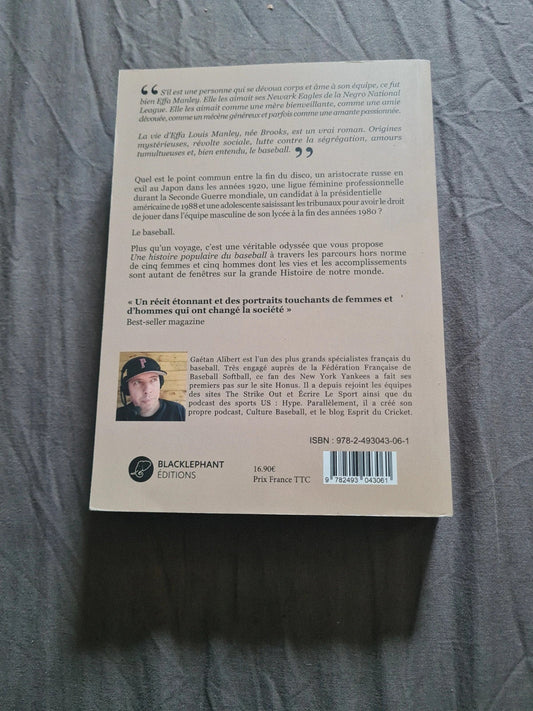 “ S'il est une personne qui se dévoua corps et âme à son équipe, ce fut
bien Effa Manley. Elle les aimait ses Newark Eagles de la Negro National
League. Elle les aimait comme une mère bienveillante, comme une amie
dévouée, comme un mécène généreux et parfois comme une amante passionnée.
La vie d'Effa Louis Manley, née Brooks, est un vrai roman. Origines
mystérieuses, révolte sociale, lutte contre la ségrégation, amours
tumultueuses et, bien entendu, le baseball. ”
Quel est le point commun entre la fin du disco, un aristocrate russe en
exil au Japon dans les années 1920, une ligue féminine professionnelle
durant la Seconde Guerre mondiale, un candidat à la présidentielle
américaine de 1988 et une adolescente saisissant les tribunaux pour avoir le droit
de jouer dans l'équipe masculine de son lycée à la fin des années 1980 ?
Le baseball.
Plus qu'un voyage, c'est une véritable odyssée que vous propose
Une histoire populaire du baseball à travers les parcours hors norme
de cinq femmes et cinq hommes dont les vies et les accomplissements
sont autant de fenêtres sur la grande Histoire de notre monde.
« Un récit étonnant et des portraits touchants de femmes et
d'hommes qui ont changé la société »
Best-seller magazine
Gaétan Alibert est l'un des plus grands spécialistes français du
baseball. Très engagé auprès de la Fédération Française de
Baseball Softball, ce fan des New York Yankees a fait ses
premiers pas sur le site Honus. Il a depuis rejoint les équipes
des sites The Strike Out et Écrire Le Sport ainsi que du
podcast des sports US : Hype. Parallèlement, il a créé son
propre podcast, Culture Baseball, et le blog Esprit du Cricket.
ISBN : 978-2-493043-06-1
BLACKLEPHANT
ÉDITIONS
16.90€
Prix France TTC
9 782493 043061